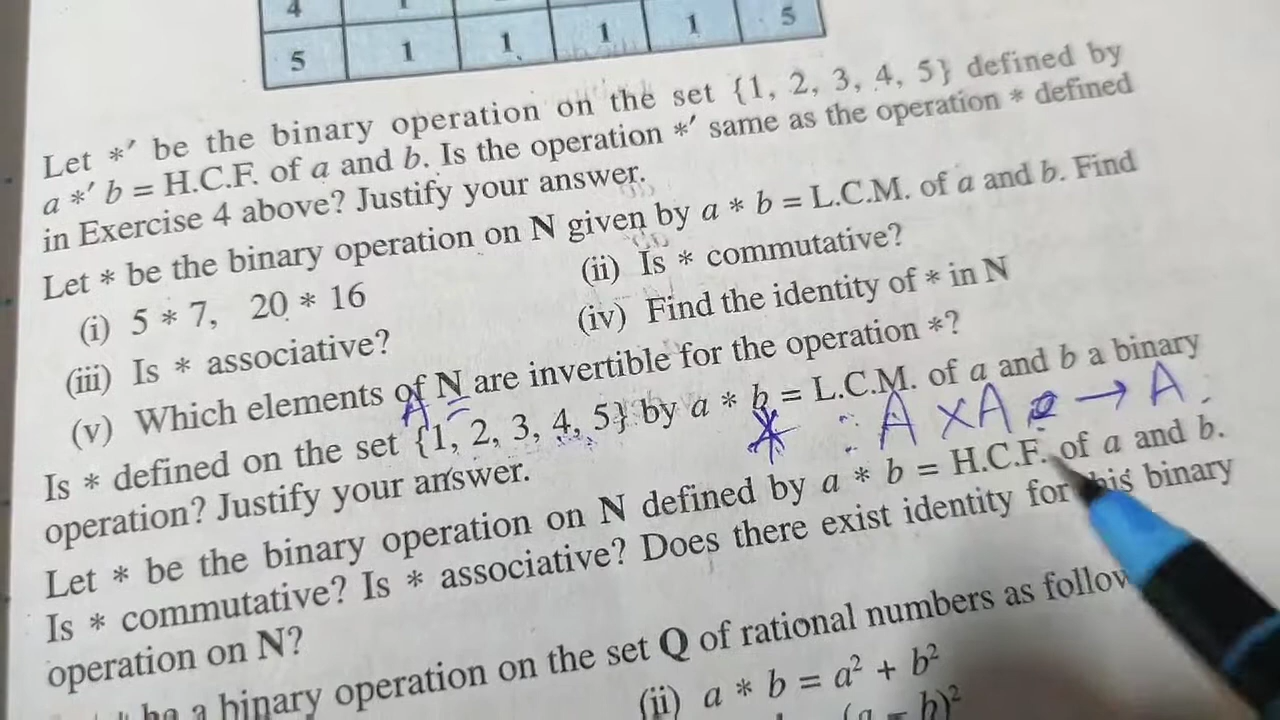 4 1
5 1 1 1 1 5
Let *′ be the binary operation on the set {1, 2, 3, 4, 5} defined by
a *′ b = H.C.F. of a and b. Is the operation *′ same as the operation * defined
in Exercise 4 above? Justify your answer.
Let * be the binary operation on N given by a * b = L.C.M. of a and b. Find
(i) 5 * 7, 20 * 16 (ii) Is * commutative?
(iii) Is * associative? (iv) Find the identity of * in N
(v) Which elements of N are invertible for the operation *?
Is * defined on the set {1, 2, 3, 4, 5} by a * b = L.C.M. of a and b a binary
A * : A × A → A
operation? Justify your answer.
Let * be the binary operation on N defined by a * b = H.C.F. of a and b.
Is * commutative? Is * associative? Does there exist identity for this binary
operation on N?
be a binary operation on the set Q of rational numbers as follow
(ii) a * b = a² + b²
(a – b)²